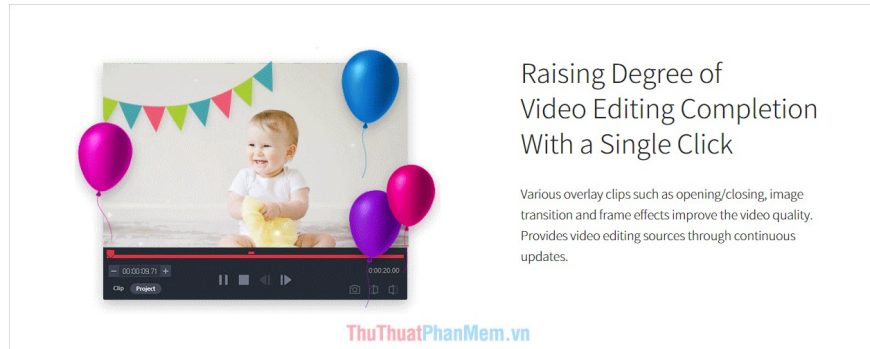 Raising Degree of
Video Editing Completion
With a Single Click
Various overlay clips such as opening/closing, image
transition and frame effects improve the video quality.
Provides video editing sources through continuous
updates.
00:00:09.71
0:00:20.00
Clip Project
ThuThuatPhanMem.vn